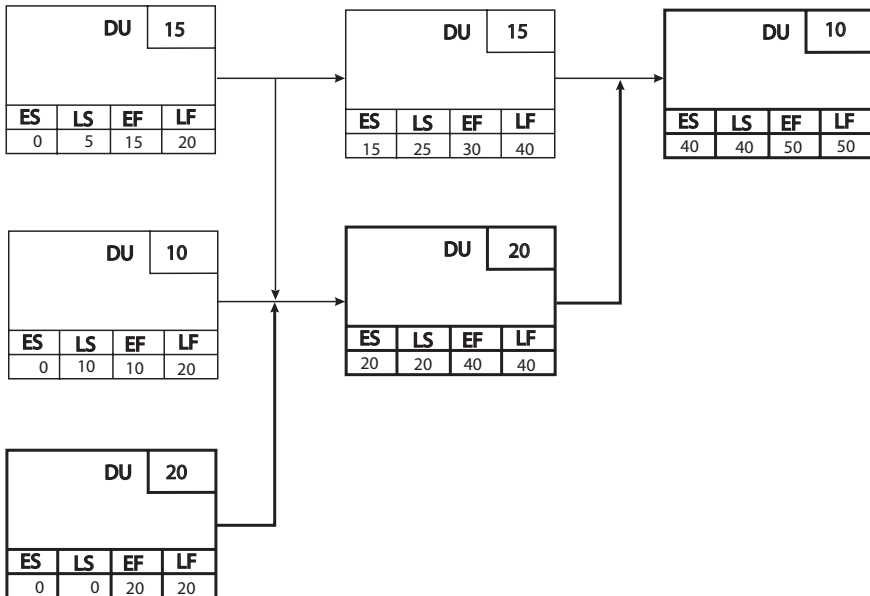 DU 15
ES LS EF LF
0 5 15 20
DU 15
ES LS EF LF
15 25 30 40
DU 10
ES LS EF LF
40 40 50 50
DU 10
ES LS EF LF
0 10 10 20
DU 20
ES LS EF LF
20 20 40 40
DU 20
ES LS EF LF
0 0 20 20